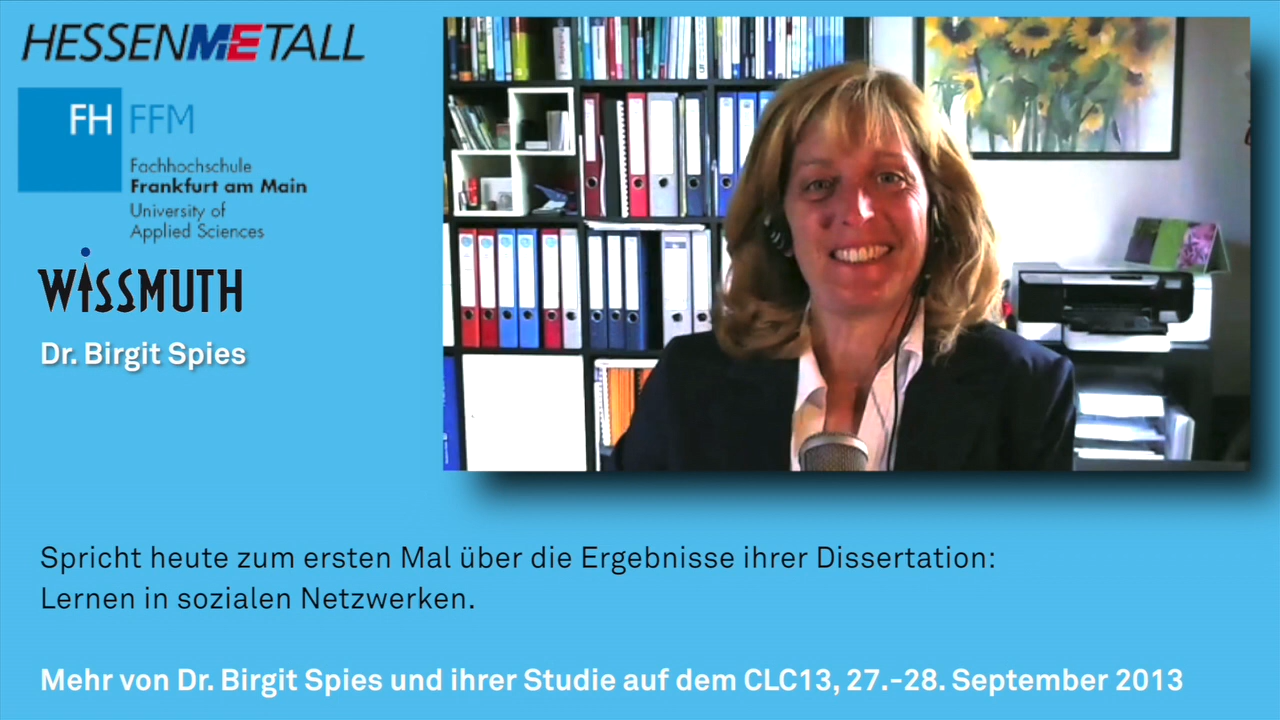 HESSENMETALL
FH FFM
Fachhochschule
Frankfurt am Main
University of
Applied Sciences
WiSSMUTH
Dr. Birgit Spies
Spricht heute zum ersten Mal über die Ergebnisse ihrer Dissertation:
Lernen in sozialen Netzwerken.
Mehr von Dr. Birgit Spies und ihrer Studie auf dem CLC13, 27.-28. September 2013